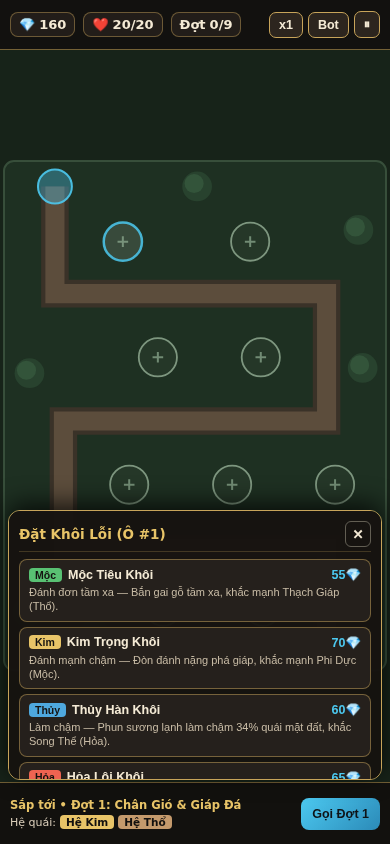 💎 160 ❤️ 20/20 Đợt 0/9 x1 Bot ⏸
+ +
+ +
+ + +
Đặt Khôi Lỗi (Ô #1) ✕
Mộc Mộc Tiêu Khôi 55💎
Đánh đơn tầm xa — Bắn gai gỗ tầm xa, khắc mạnh Thạch Giáp
(Thổ).
Kim Kim Trọng Khôi 70💎
Đánh mạnh chậm — Đòn đánh nặng phá giáp, khắc mạnh Phi Dực
(Mộc).
Thủy Thủy Hàn Khôi 60💎
Làm chậm — Phun sương lạnh làm chậm 34% quái mặt đất, khắc
Song Thể (Hỏa).
Hỏa Hỏa Lôi Khôi 65💎
Sắp tới • Đợt 1: Chân Gió & Giáp Đá
Hệ quái: Hệ Kim Hệ Thổ
Gọi Đợt 1